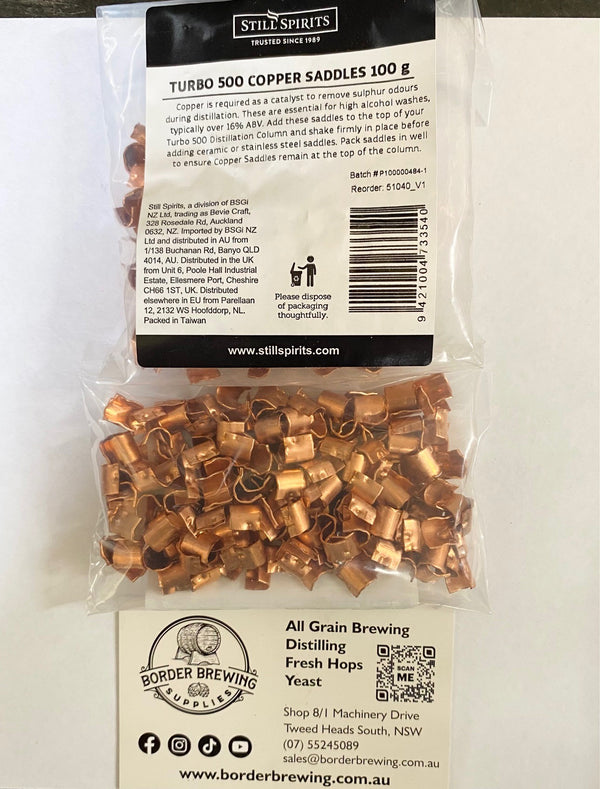 STILL SPIRITS
TRUSTED SINCE 1989
TURBO 500 COPPER SADDLES 100 g
Copper is required as a catalyst to remove sulphur odours
during distillation. These are essential for high alcohol washes,
typically over 16% ABV. Add these saddles to the top of your
Turbo 500 Distillation Column and shake firmly in place before
adding ceramic or stainless steel saddles. Pack saddles in well
to ensure Copper Saddles remain at the top of the column.
Batch # P100000484-1
Reorder: 51040_V1
Still Spirits, a division of BSGi
NZ Ltd, trading as Bevie Craft,
328 Rosedale Rd, Auckland
0632, NZ. Imported by BSGi NZ
Ltd and distributed in AU from
1/138 Buchanan Rd, Banyo QLD
4014, AU. Distributed in the UK
from Unit 6, Poole Hall Industrial
Estate, Ellesmere Port, Cheshire
CH66 1ST, UK. Distributed
elsewhere in EU from Parellaan
12, 2132 WS Hoofddorp, NL.
Packed in Taiwan
Please dispose
of packaging
thoughtfully.
9 421004 733540
www.stillspirits.com
BORDER BREWING
SUPPLIES
All Grain Brewing
Distilling
Fresh Hops
Yeast
SCAN
ME
Shop 8/1 Machinery Drive
Tweed Heads South, NSW
(07) 55245089
sales@borderbrewing.com.au
www.borderbrewing.com.au